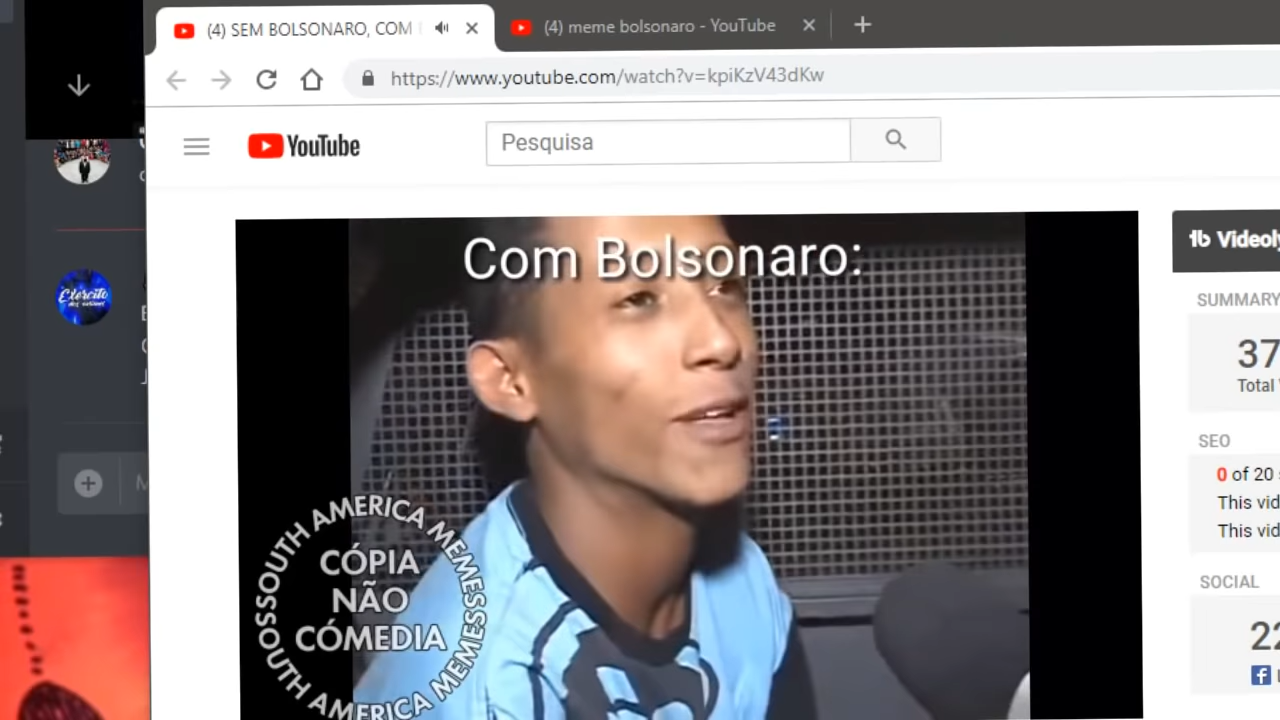 (4) SEM BOLSONARO, COM
(4) meme bolsonaro - YouTube
https://www.youtube.com/watch?v=kpiKzV43dKw
YouTube
Pesquisa
Com Bolsonaro:
SOUTH AMERICA MEMES
CÓPIA
NÃO
CÓMEDIA
SOUTH AMERICA MEMES
Exército
SUMMARY
37
Total
SEO
0 of 20
This vid
This vid
SOCIAL
22